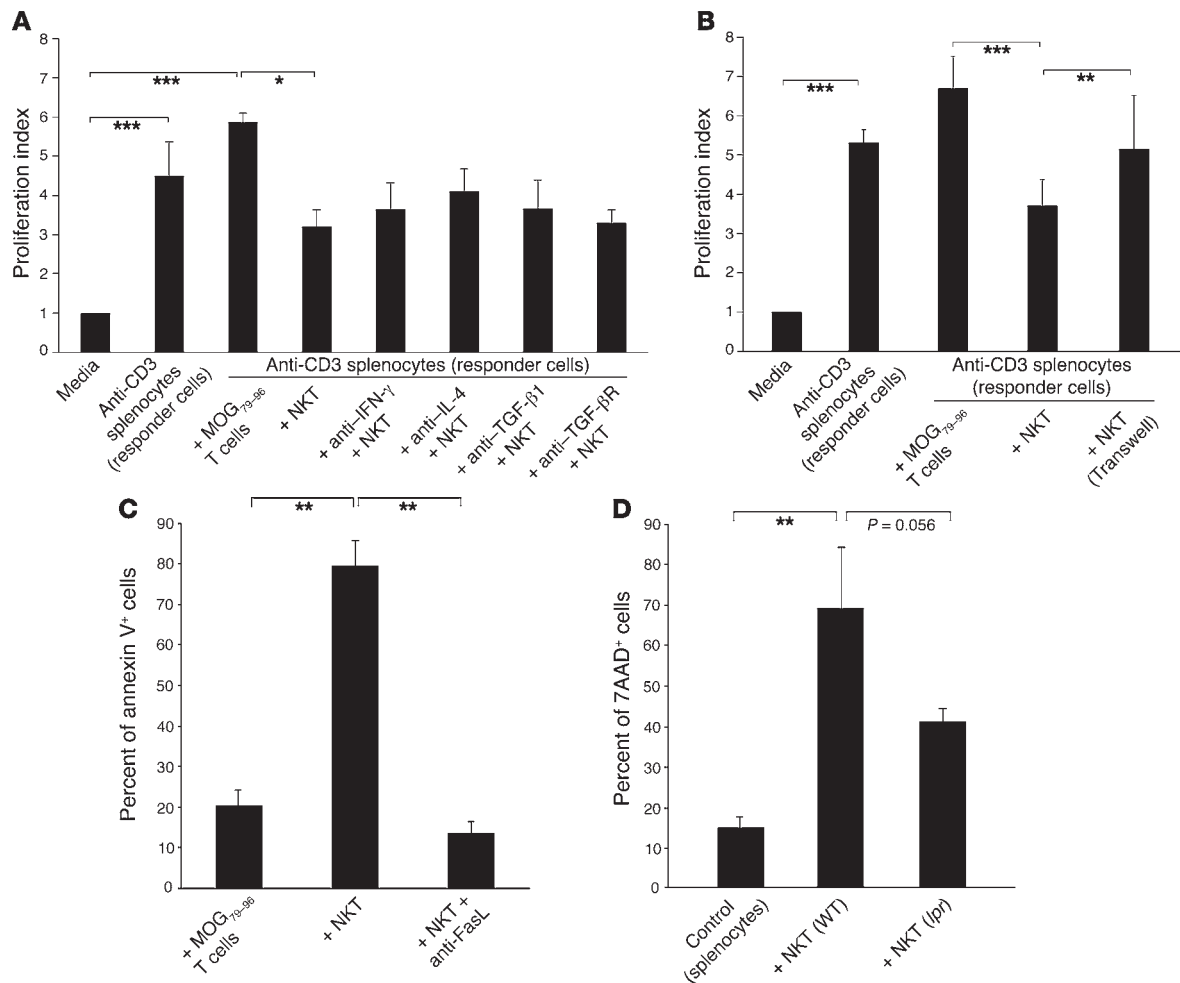 A
8
7
6
5
4
3
2
1
0
Proliferation index
***
***
*
Media
Anti-CD3
splenocytes
(responder cells)
Anti-CD3 splenocytes (responder cells)
+ MOG79–96
T cells
+ NKT
+ anti–IFN-γ
+ NKT
+ anti–IL-4
+ NKT
+ anti–TGF-β1
+ NKT
+ anti–TGF-βR
+ NKT
B
8
7
6
5
4
3
2
1
0
Proliferation index
***
***
**
Media
Anti-CD3
splenocytes
(responder cells)
Anti-CD3 splenocytes
(responder cells)
+ MOG79–96
T cells
+ NKT
+ NKT
(Transwell)
C
90
80
70
60
50
40
30
20
10
0
Percent of annexin V+ cells
**
**
+ MOG79–96
T cells
+ NKT
+ NKT +
anti-FasL
D
90
80
70
60
50
40
30
20
10
0
Percent of 7AAD+ cells
**
P = 0.056
Control
(splenocytes)
+ NKT (WT)
+ NKT (lpr)